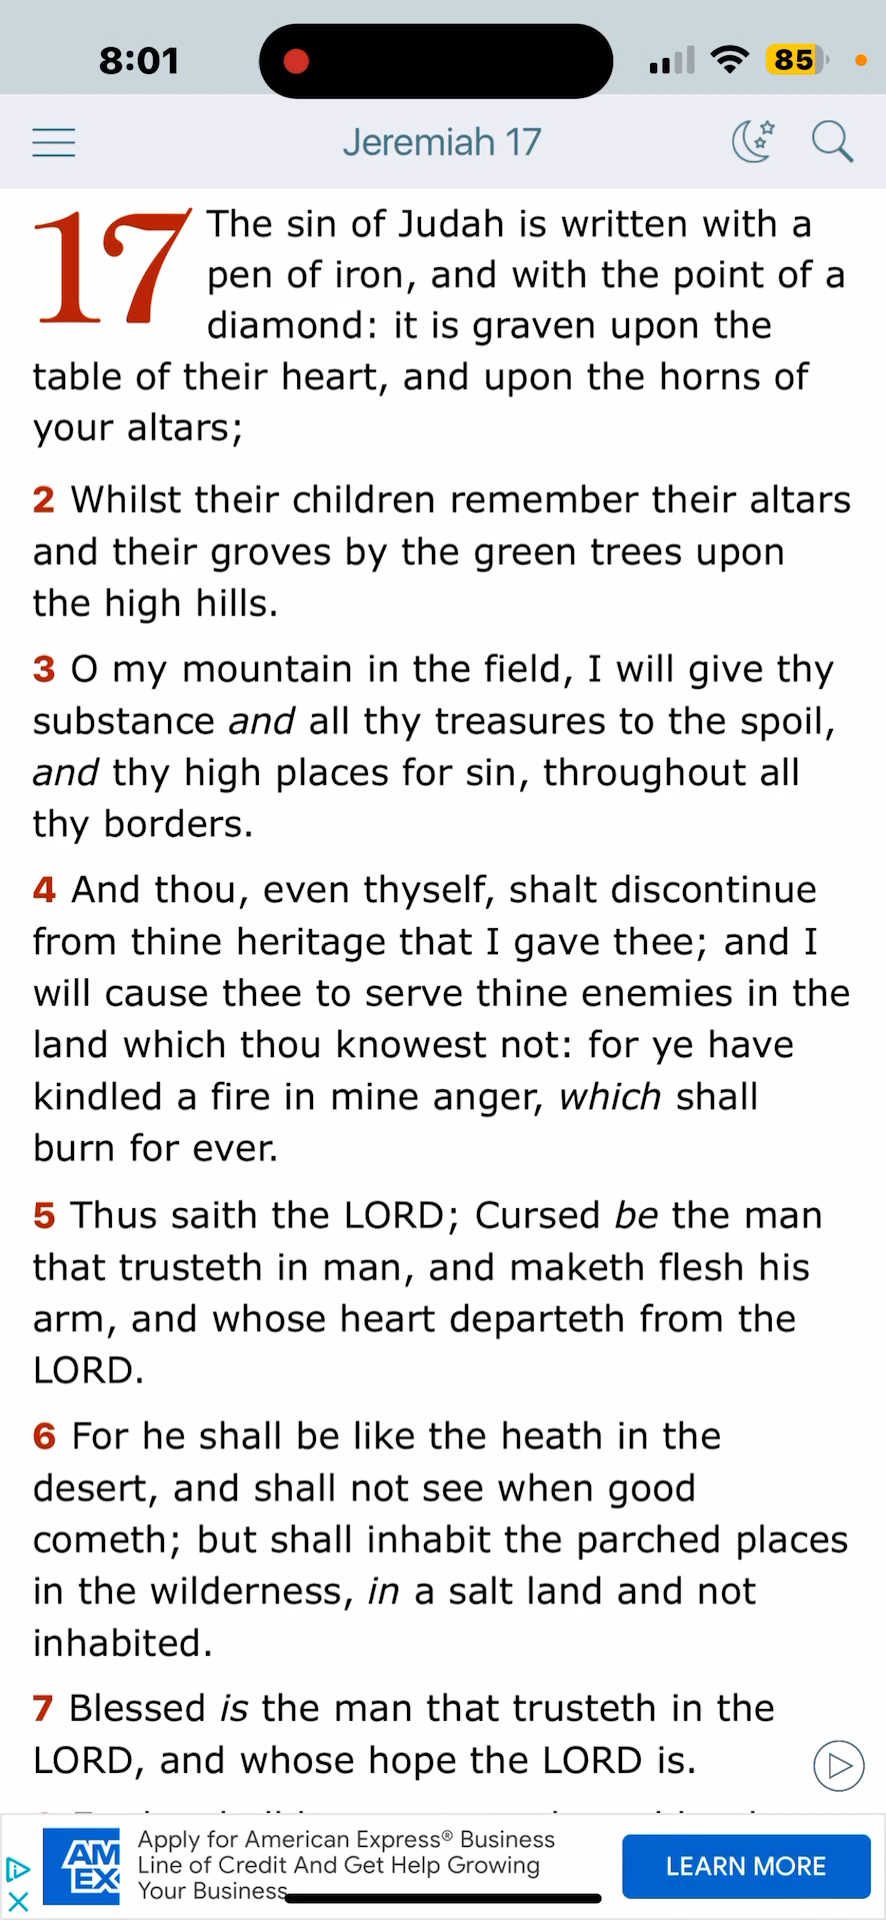 8:01
85
Jeremiah 17
17 The sin of Judah is written with a
pen of iron, and with the point of a
diamond: it is graven upon the
table of their heart, and upon the horns of
your altars;
2 Whilst their children remember their altars
and their groves by the green trees upon
the high hills.
3 O my mountain in the field, I will give thy
substance and all thy treasures to the spoil,
and thy high places for sin, throughout all
thy borders.
4 And thou, even thyself, shalt discontinue
from thine heritage that I gave thee; and I
will cause thee to serve thine enemies in the
land which thou knowest not: for ye have
kindled a fire in mine anger, which shall
burn for ever.
5 Thus saith the LORD; Cursed be the man
that trusteth in man, and maketh flesh his
arm, and whose heart departeth from the
LORD.
6 For he shall be like the heath in the
desert, and shall not see when good
cometh; but shall inhabit the parched places
in the wilderness, in a salt land and not
inhabited.
7 Blessed is the man that trusteth in the
LORD, and whose hope the LORD is.
AM
EX
Apply for American Express® Business
Line of Credit And Get Help Growing
Your Business
LEARN MORE